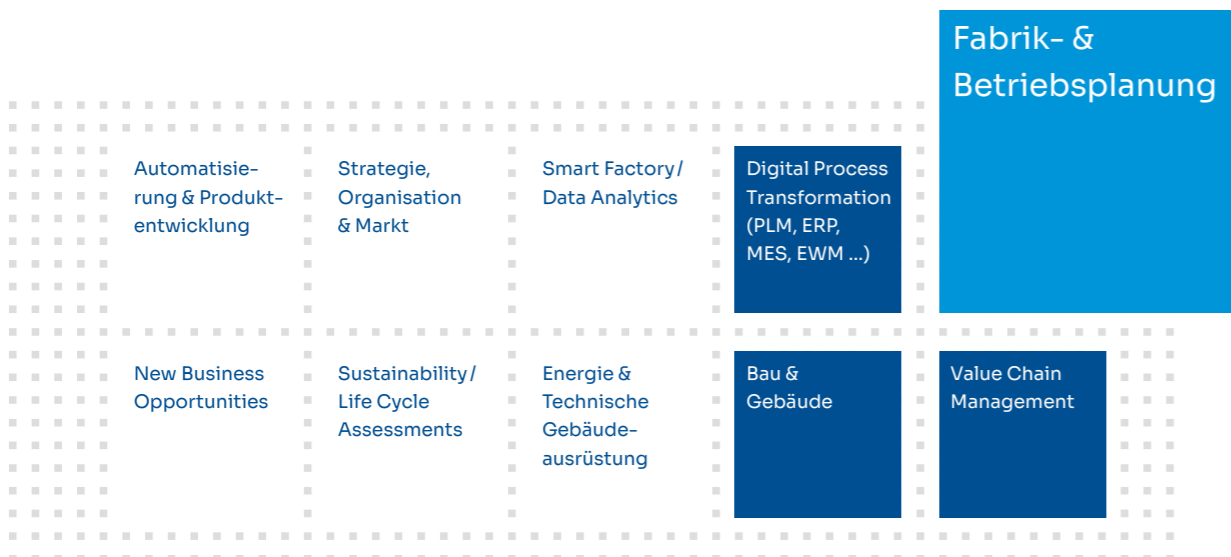 Fabrik- &
Betriebsplanung
Automatisie-
rung & Produkt-
entwicklung
Strategie,
Organisation
& Markt
Smart Factory/
Data Analytics
Digital Process
Transformation
(PLM, ERP,
MES, EWM ...)
New Business
Opportunities
Sustainability/
Life Cycle
Assessments
Energie &
Technische
Gebäude-
ausrüstung
Bau &
Gebäude
Value Chain
Management